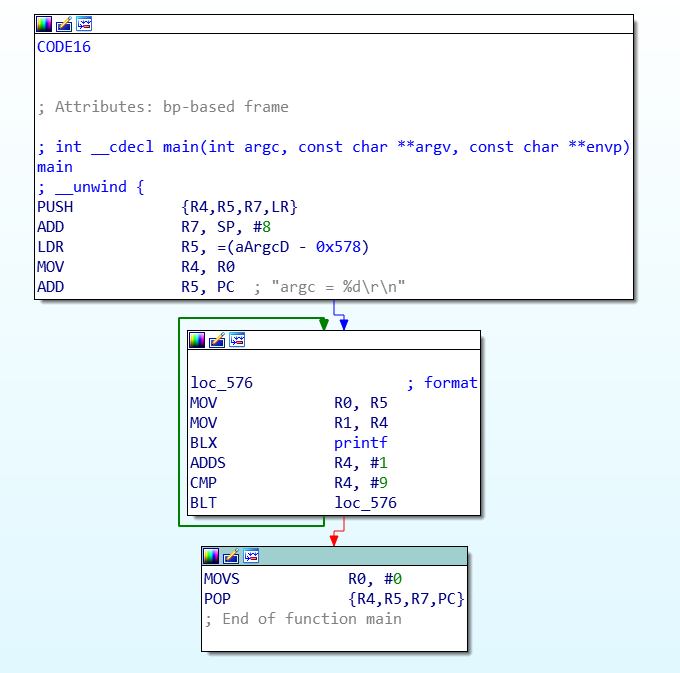 CODE16
; Attributes: bp-based frame
; int __cdecl main(int argc, const char **argv, const char **envp)
main
; __unwind {
PUSH {R4,R5,R7,LR}
ADD R7, SP, #8
LDR R5, =(aArgcD - 0x578)
MOV R4, R0
ADD R5, PC ; "argc = %d\r\n"
loc_576 ; format
MOV R0, R5
MOV R1, R4
BLX printf
ADDS R4, #1
CMP R4, #9
BLT loc_576
MOVS R0, #0
POP {R4,R5,R7,PC}
; End of function main